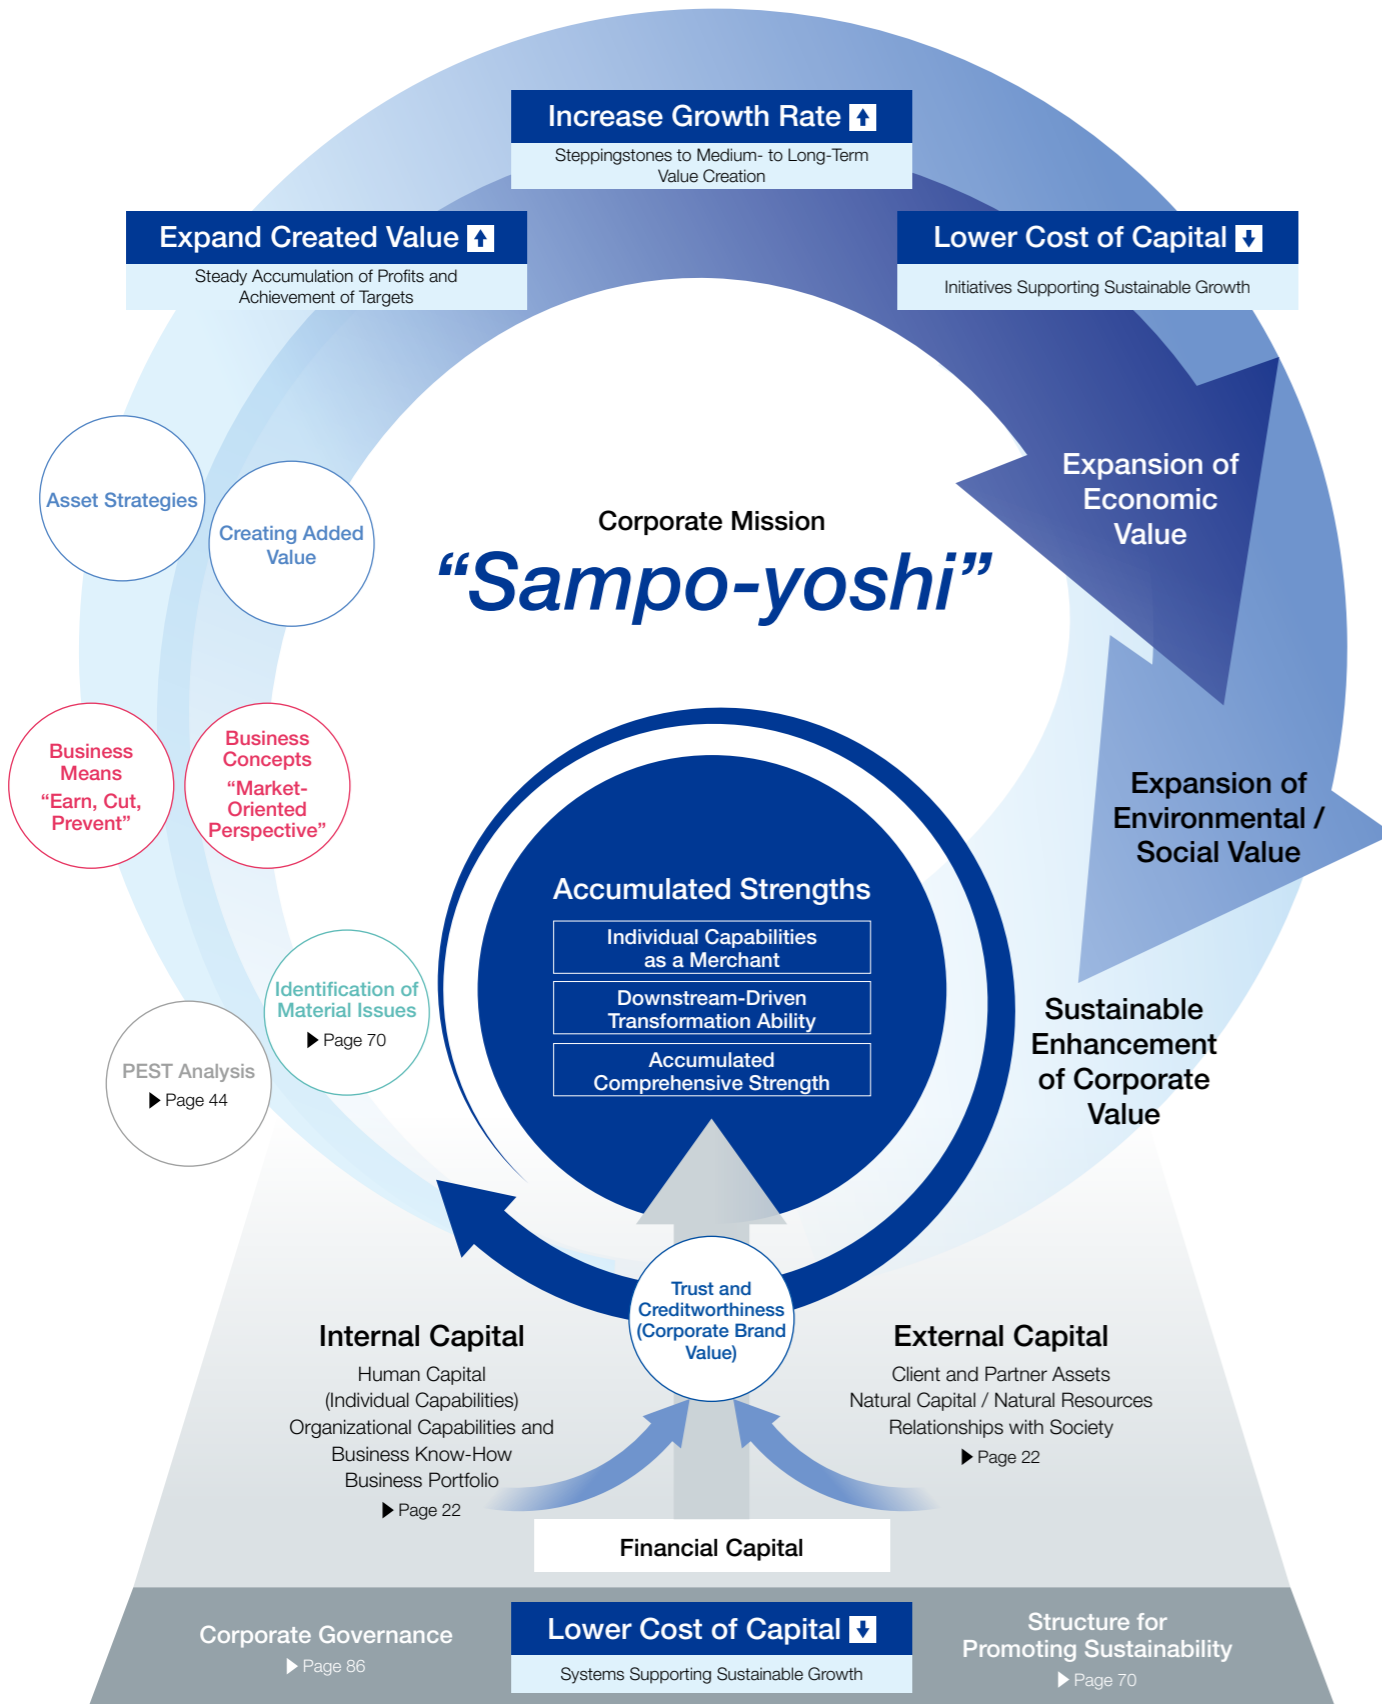 Increase Growth Rate
Steppingstones to Medium- to Long-Term
Value Creation
Expand Created Value
Steady Accumulation of Profits and
Achievement of Targets
Lower Cost of Capital
Initiatives Supporting Sustainable Growth
Asset Strategies
Creating Added
Value
Corporate Mission
“Sampo-yoshi”
Expansion of
Economic
Value
Business
Means
“Earn, Cut,
Prevent”
Business
Concepts
“Market-
Oriented
Perspective”
Expansion of
Environmental /
Social Value
Accumulated Strengths
Individual Capabilities
as a Merchant
Downstream-Driven
Transformation Ability
Accumulated
Comprehensive Strength
Identification of
Material Issues
▶ Page 70
PEST Analysis
▶ Page 44
Sustainable
Enhancement
of Corporate
Value
Trust and
Creditworthiness
(Corporate Brand
Value)
Internal Capital
Human Capital
(Individual Capabilities)
Organizational Capabilities and
Business Know-How
Business Portfolio
▶ Page 22
External Capital
Client and Partner Assets
Natural Capital / Natural Resources
Relationships with Society
▶ Page 22
Financial Capital
Corporate Governance
▶ Page 86
Lower Cost of Capital
Systems Supporting Sustainable Growth
Structure for
Promoting Sustainability
▶ Page 70